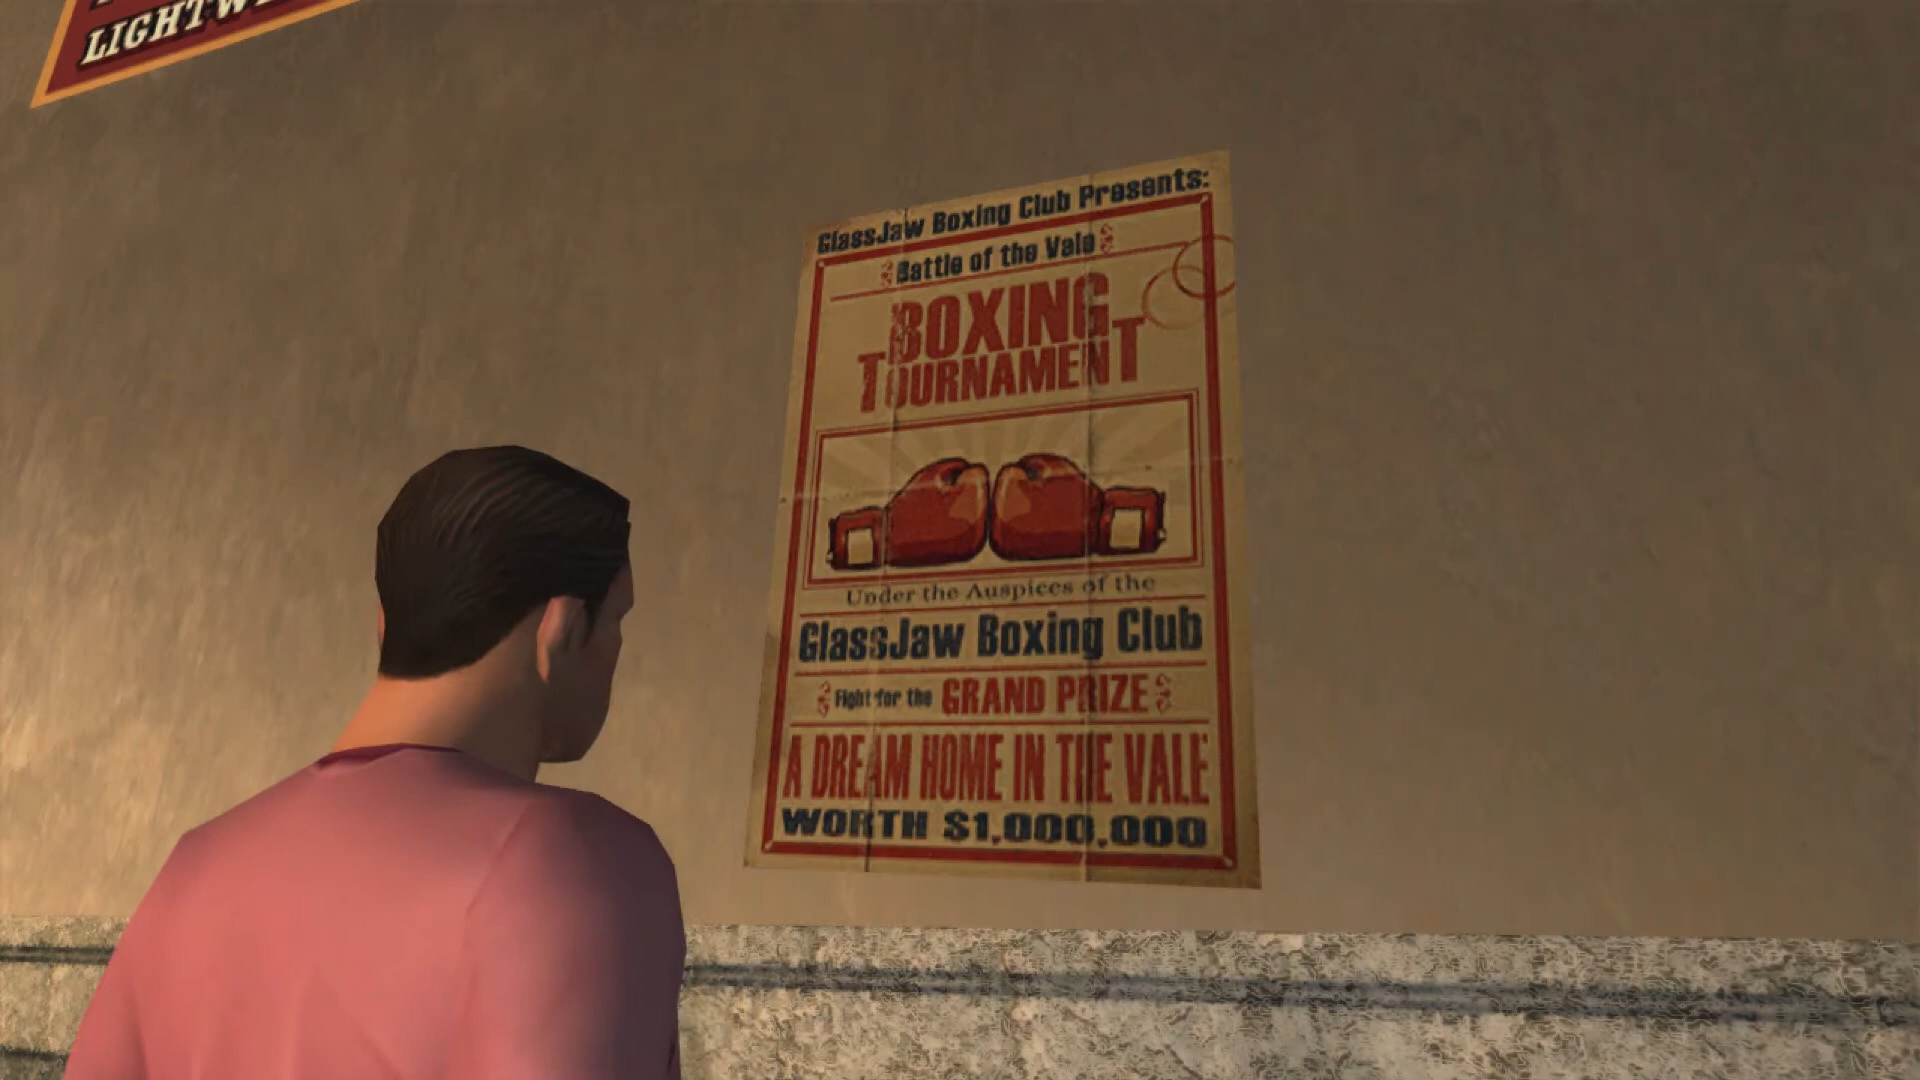 LIGHTW
GlassJaw Boxing Club Presents:
Battle of the Vale
BOXING
TOURNAMENT
Under the Auspices of the
GlassJaw Boxing Club
Fight for the GRAND PRIZE
A DREAM HOME IN THE VALE
WORTH $1,000,000